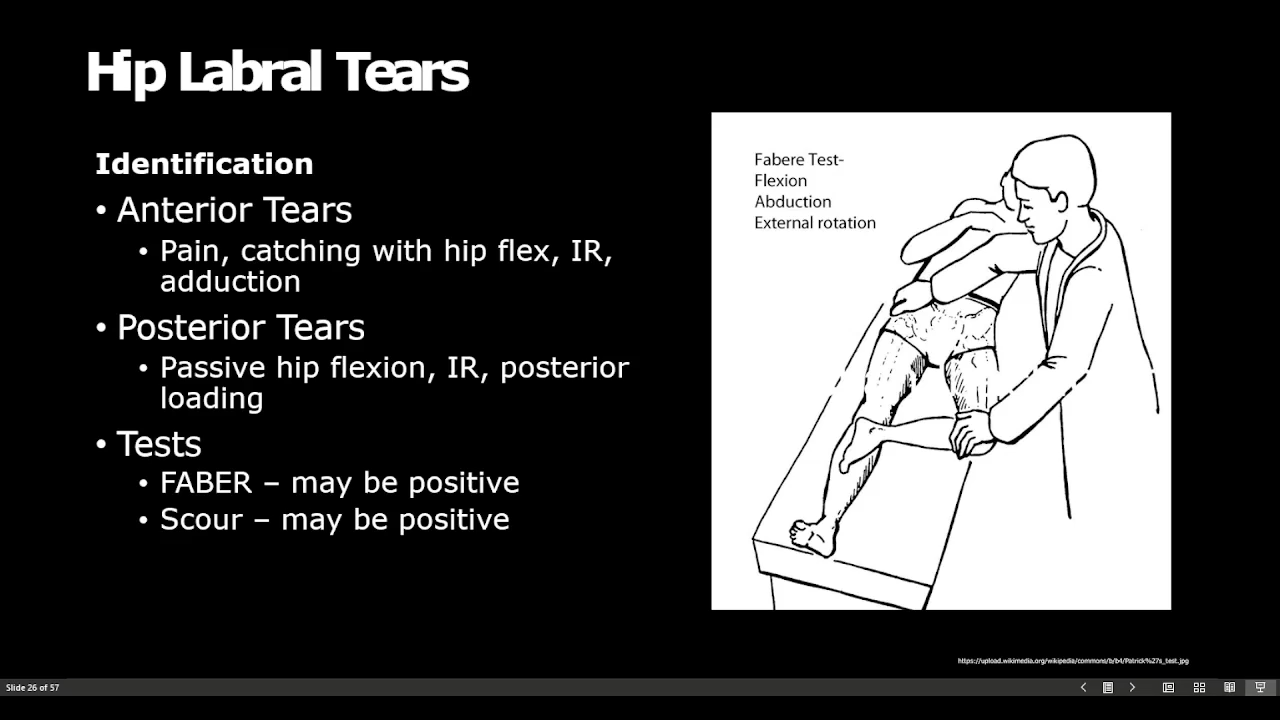 Hip Labral Tears
Identification
• Anterior Tears
• Pain, catching with hip flex, IR,
adduction
• Posterior Tears
• Passive hip flexion, IR, posterior
loading
• Tests
• FABER – may be positive
• Scour – may be positive
Fabere Test-
Flexion
Abduction
External rotation
https://upload.wikimedia.org/wikipedia/commons/b/b4/Patrick%27s_test.jpg
Slide 26 of 57